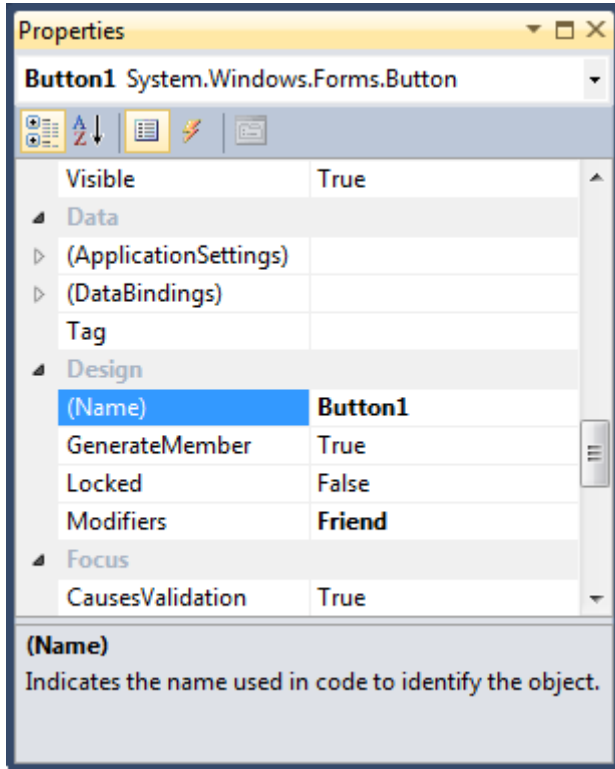 Properties
Button1 System.Windows.Forms.Button
A
Z
Visible True
Data
(ApplicationSettings)
(DataBindings)
Tag
Design
(Name) Button1
GenerateMember True
Locked False
Modifiers Friend
Focus
CausesValidation True
(Name)
Indicates the name used in code to identify the object.